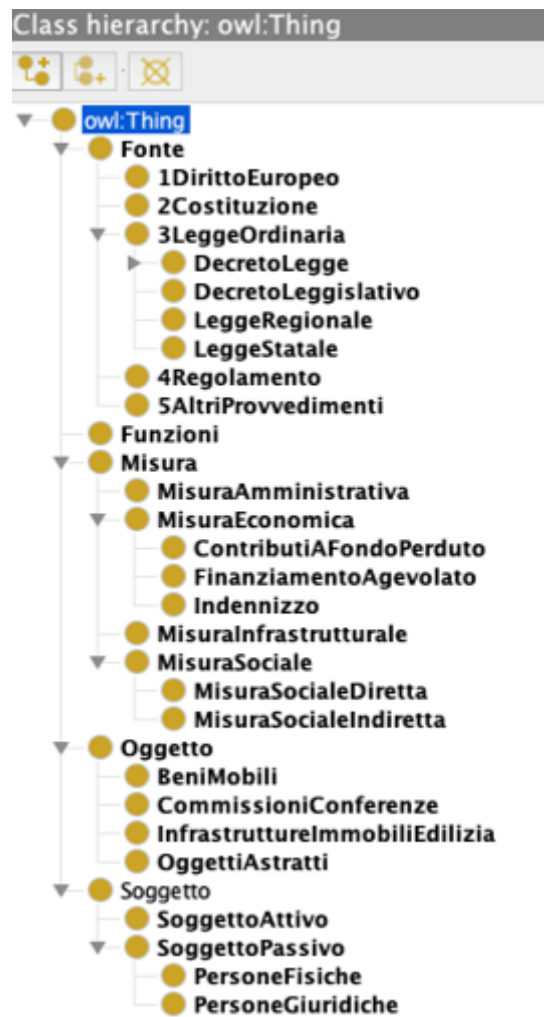 Class hierarchy: owl:Thing
owl:Thing
Fonte
1DirittoEuropeo
2Costituzione
3LeggeOrdinaria
DecretoLegge
DecretoLeggislativo
LeggeRegionale
LeggeStatale
4Regolamento
5AltriProvvedimenti
Funzioni
Misura
MisuraAmministrativa
MisuraEconomica
ContributiAFondoPerduto
FinanziamentoAgevolato
Indennizzo
MisuraInfrastrutturale
MisuraSociale
MisuraSocialeDiretta
MisuraSocialeIndiretta
Oggetto
BeniMobili
CommissioniConferenze
InfrastruttureImmobiliEdilizia
OggettiAstratti
Soggetto
SoggettoAttivo
SoggettoPassivo
PersoneFisiche
PersoneGiuridiche